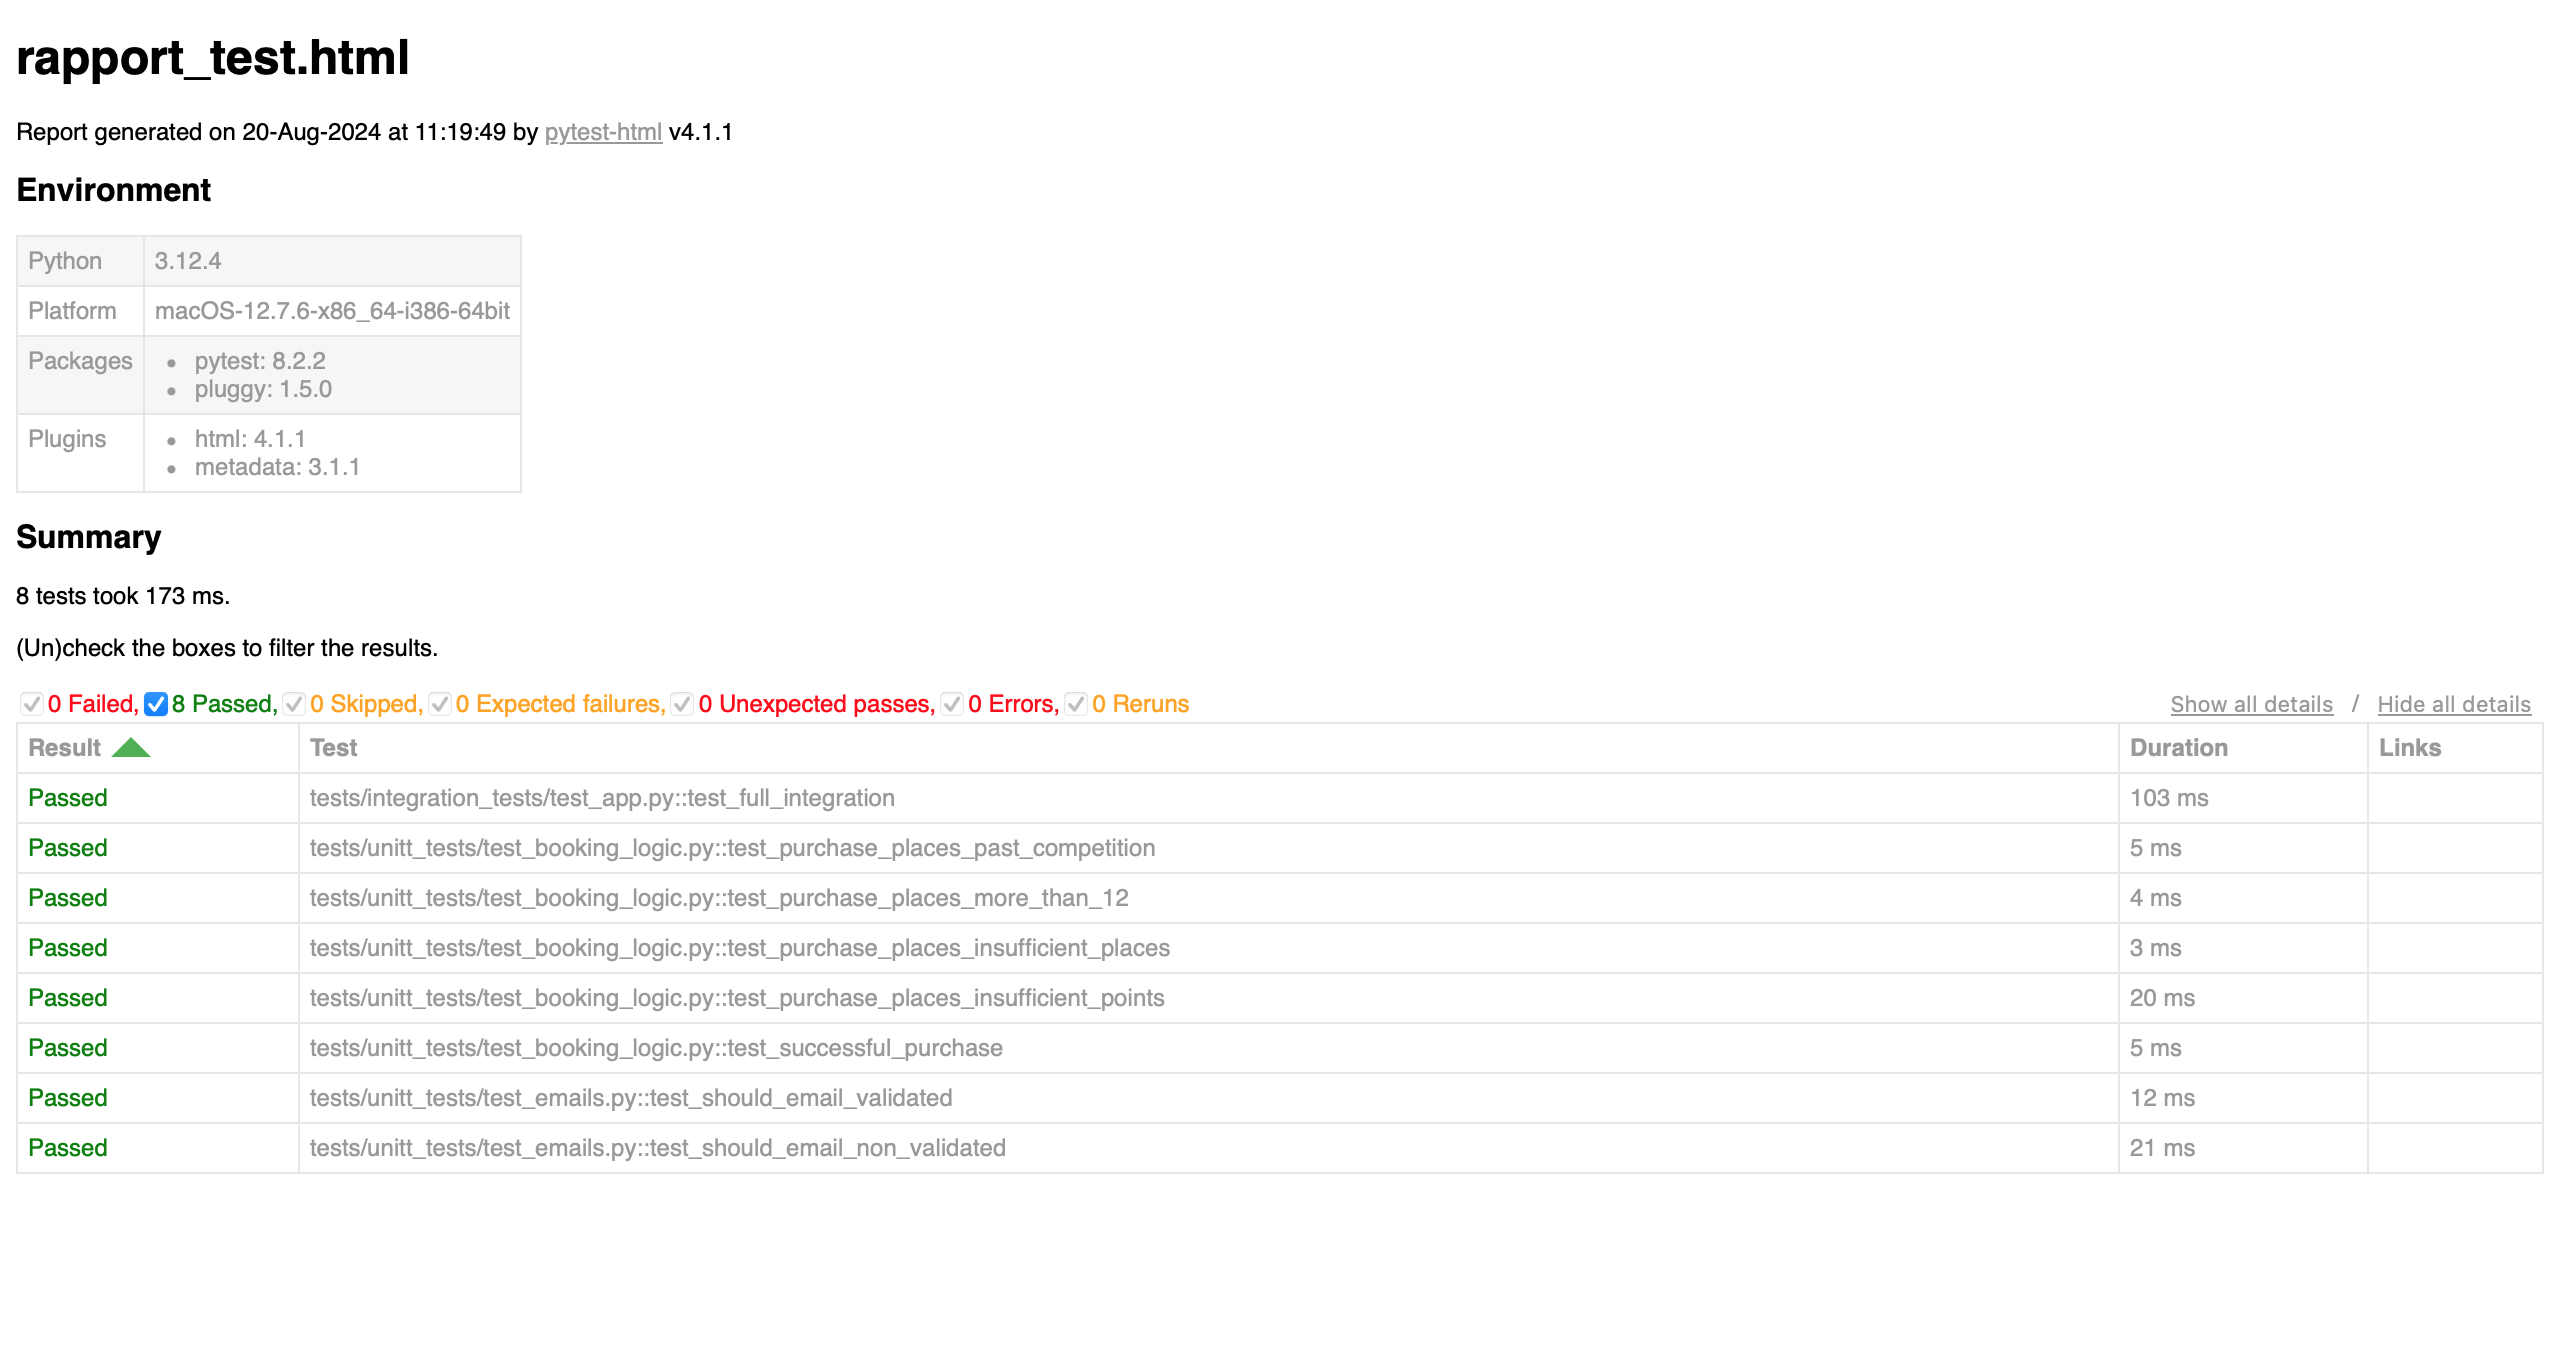 rapport_test.html
Report generated on 20-Aug-2024 at 11:19:49 by pytest-html v4.1.1
Environment
Python 3.12.4
Platform macOS-12.7.6-x86_64-i386-64bit
Packages • pytest: 8.2.2
• pluggy: 1.5.0
Plugins • html: 4.1.1
• metadata: 3.1.1
Summary
8 tests took 173 ms.
(Un)check the boxes to filter the results.
0 Failed, 8 Passed, 0 Skipped, 0 Expected failures, 0 Unexpected passes, 0 Errors, 0 Reruns Show all details / Hide all details
Result Test Duration Links
Passed tests/integration_tests/test_app.py::test_full_integration 103 ms
Passed tests/unitt_tests/test_booking_logic.py::test_purchase_places_past_competition 5 ms
Passed tests/unitt_tests/test_booking_logic.py::test_purchase_places_more_than_12 4 ms
Passed tests/unitt_tests/test_booking_logic.py::test_purchase_places_insufficient_places 3 ms
Passed tests/unitt_tests/test_booking_logic.py::test_purchase_places_insufficient_points 20 ms
Passed tests/unitt_tests/test_booking_logic.py::test_successful_purchase 5 ms
Passed tests/unitt_tests/test_emails.py::test_should_email_validated 12 ms
Passed tests/unitt_tests/test_emails.py::test_should_email_non_validated 21 ms